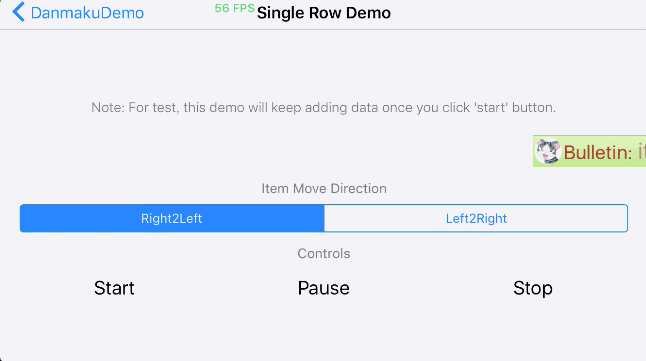 DanmakuDemo 56 FPS Single Row Demo
Note: For test, this demo will keep adding data once you click 'start' button.
Bulletin:
Item Move Direction
Right2Left Left2Right
Controls
Start Pause Stop